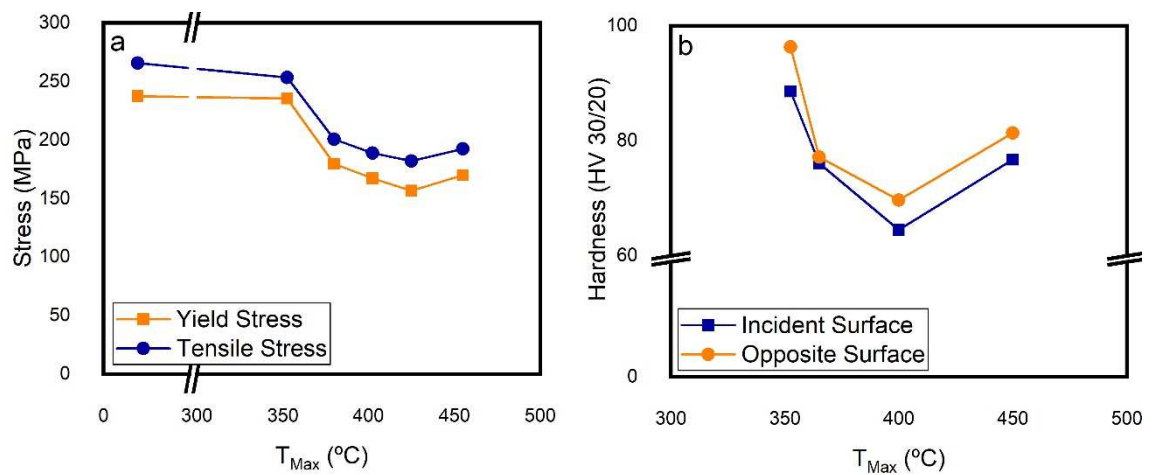 a
300
250
200
150
100
50
0
Stress (MPa)
Yield Stress
Tensile Stress
0 300 350 400 450 500
T_Max (ºC)
b
100
80
60
0
Hardness (HV 30/20)
Incident Surface
Opposite Surface
300 350 400 450 500
T_Max (ºC)